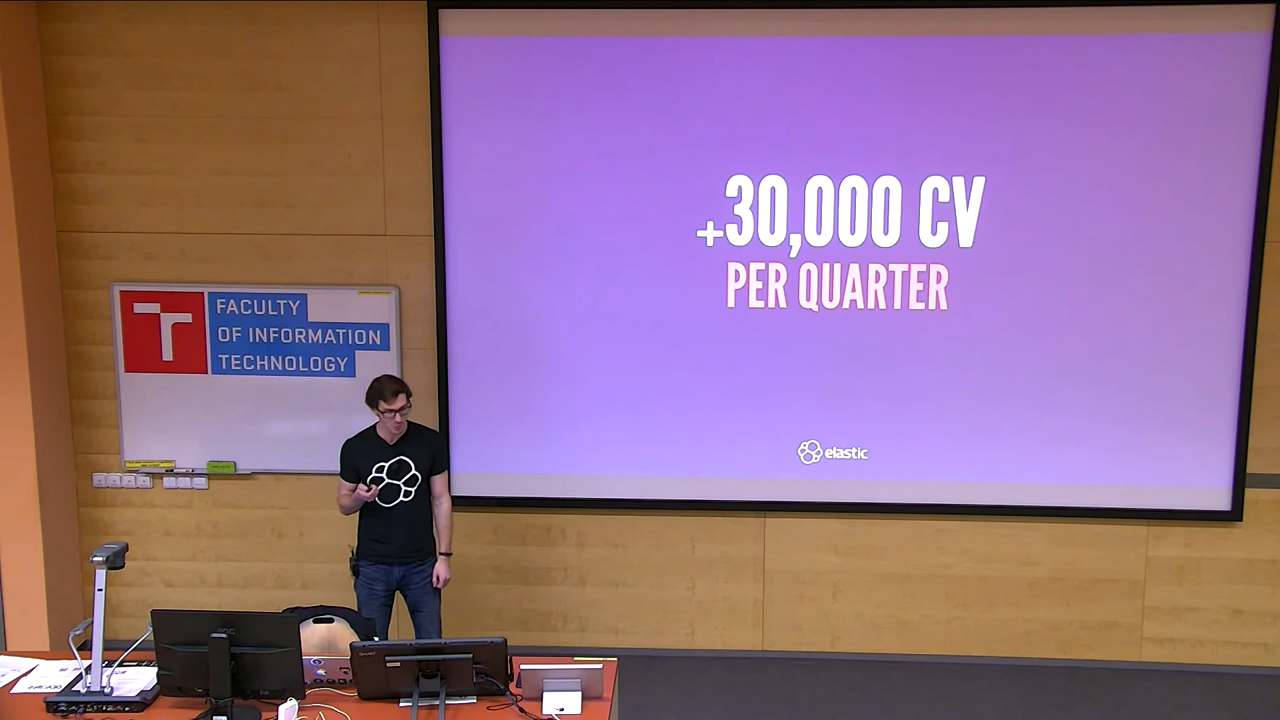 +30,000 CV
PER QUARTER
elastic
FACULTY
OF INFORMATION
TECHNOLOGY